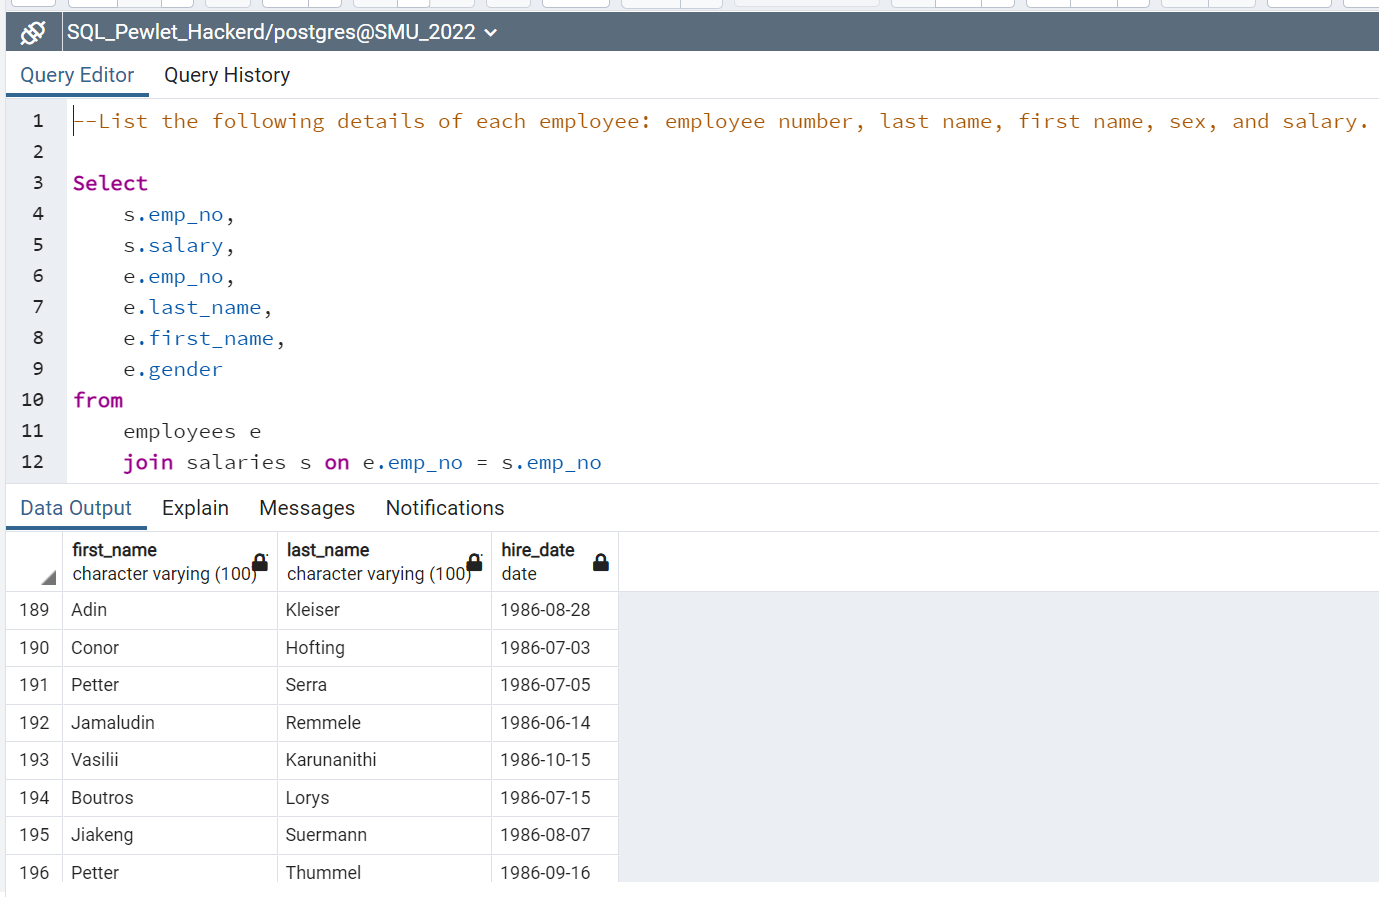 SQL_Pewlet_Hackerd/postgres@SMU_2022
Query Editor Query History
1 --List the following details of each employee: employee number, last name, first name, sex, and salary.
2
3 Select
4 s.emp_no,
5 s.salary,
6 e.emp_no,
7 e.last_name,
8 e.first_name,
9 e.gender
10 from
11 employees e
12 join salaries s on e.emp_no = s.emp_no
Data Output Explain Messages Notifications
first_name last_name hire_date
character varying (100) character varying (100) date
189 Adin Kleiser 1986-08-28
190 Conor Hofting 1986-07-03
191 Petter Serra 1986-07-05
192 Jamaludin Remmele 1986-06-14
193 Vasilii Karunanithi 1986-10-15
194 Boutros Lorys 1986-07-15
195 Jiakeng Suermann 1986-08-07
196 Petter Thummel 1986-09-16